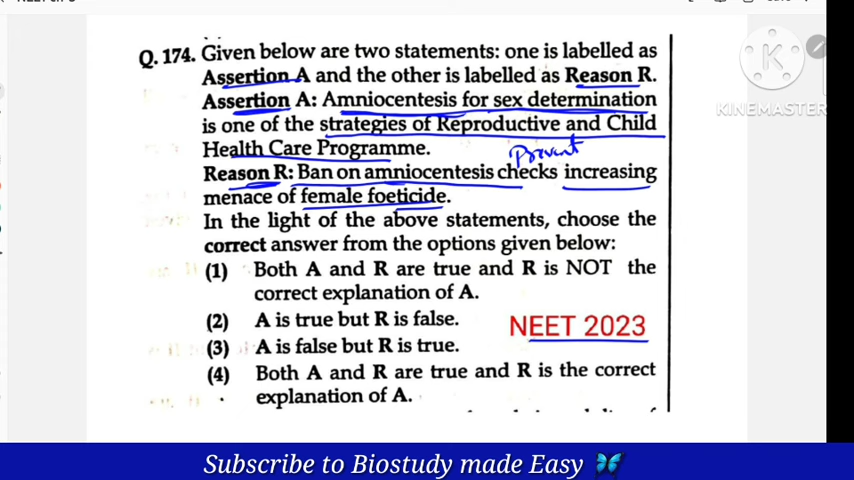 Q. 174. Given below are two statements: one is labelled as
Assertion A and the other is labelled as Reason R.
Assertion A: Amniocentesis for sex determination
is one of the strategies of Reproductive and Child
Health Care Programme.
Prevent
Reason R: Ban on amniocentesis checks increasing
menace of female foeticide.
In the light of the above statements, choose the
correct answer from the options given below:
(1) Both A and R are true and R is NOT the
correct explanation of A.
(2) A is true but R is false.
(3) A is false but R is true.
(4) Both A and R are true and R is the correct
explanation of A.
NEET 2023
KINEMASTER
Subscribe to Biostudy made Easy 🦋